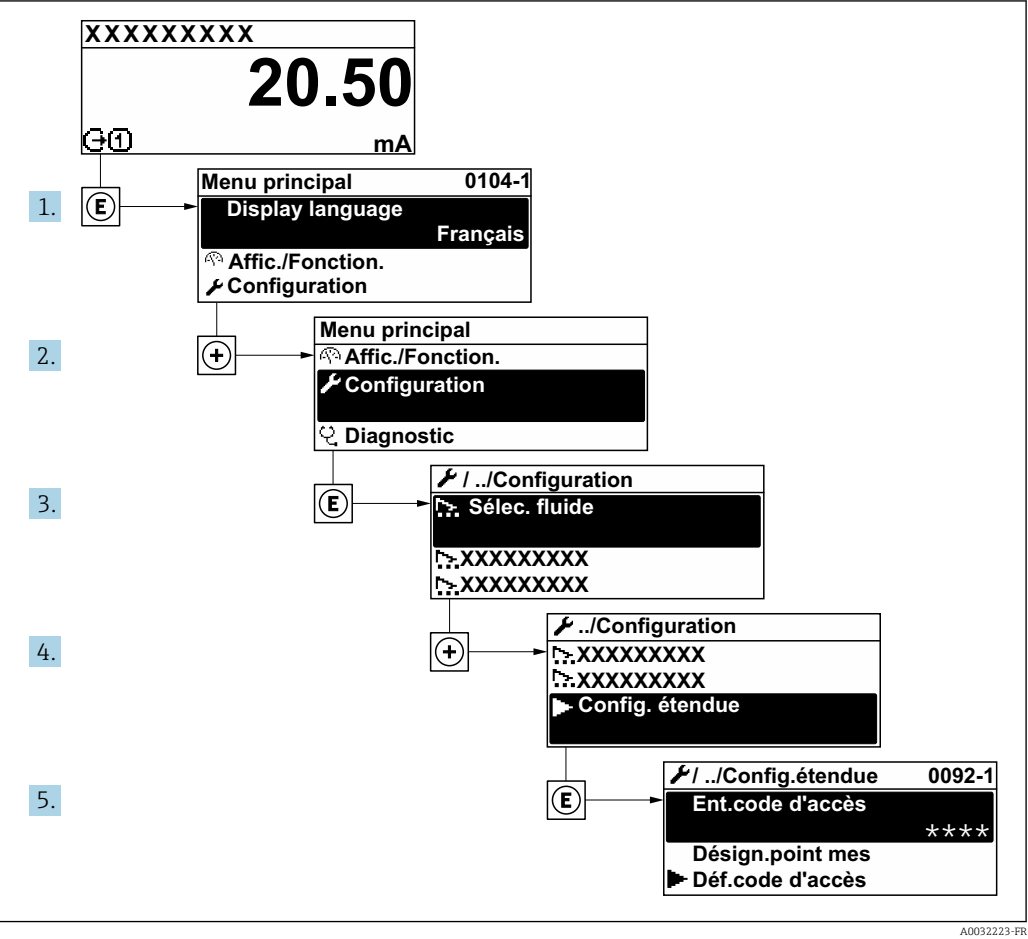 XXXXXXXXX
20.50
1
mA
1.
E
Menu principal 0104-1
Display language
Français
Affic./Fonction.
Configuration
2.
+
Menu principal
Affic./Fonction.
Configuration
Diagnostic
3.
E
/ ../Configuration
Sélec. fluide
XXXXXXXXX
XXXXXXXXX
4.
+
../Configuration
XXXXXXXXX
XXXXXXXXX
Config. étendue
5.
E
/ ../Config.étendue 0092-1
Ent.code d'accès
****
Désign.point mes
Déf.code d'accès
A0032223-FR